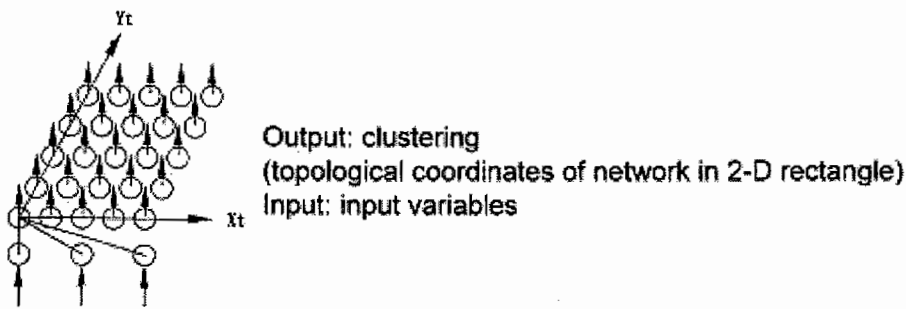 Yt
Output: clustering
(topological coordinates of network in 2-D rectangle)
Input: input variables
Xt